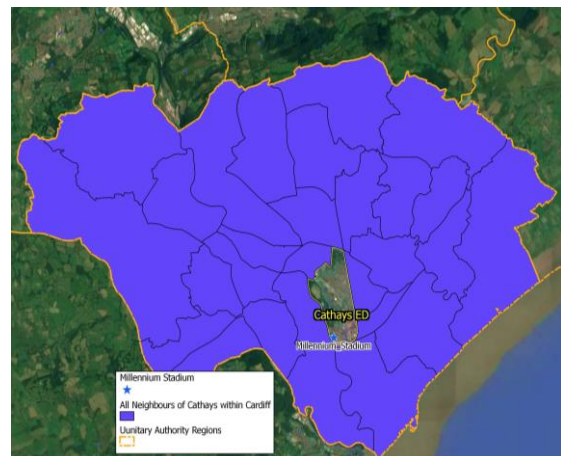 Cathays ED
Millennium Stadium
Millennium Stadium
All Neighbours of Cathays within Cardiff
Uunitary Authority Regions